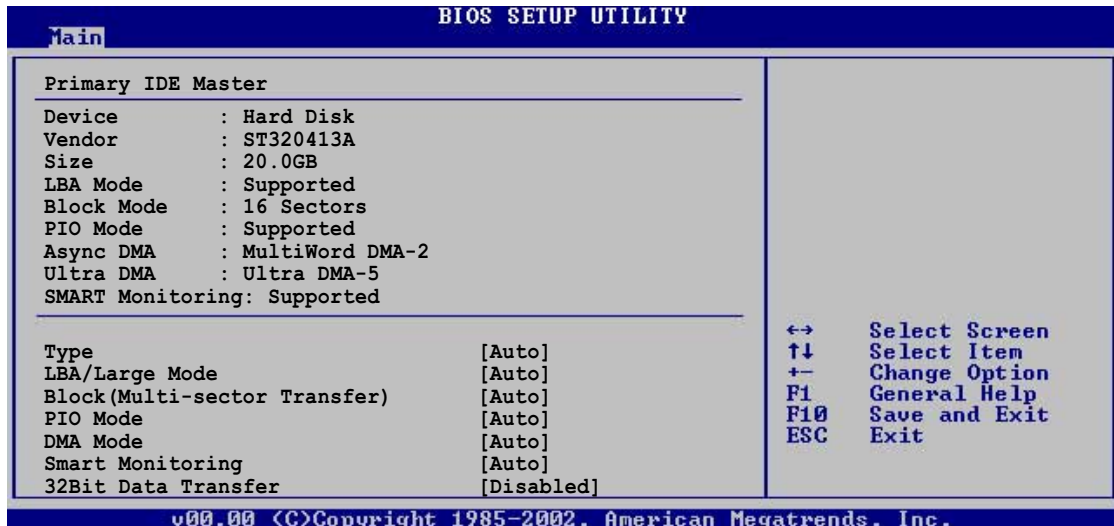 BIOS SETUP UTILITY
Main
Primary IDE Master
Device : Hard Disk
Vendor : ST320413A
Size : 20.0GB
LBA Mode : Supported
Block Mode : 16 Sectors
PIO Mode : Supported
Async DMA : MultiWord DMA-2
Ultra DMA : Ultra DMA-5
SMART Monitoring: Supported
Type [Auto]
LBA/Large Mode [Auto]
Block(Multi-sector Transfer) [Auto]
PIO Mode [Auto]
DMA Mode [Auto]
Smart Monitoring [Auto]
32Bit Data Transfer [Disabled]
←→ Select Screen
↑↓ Select Item
+- Change Option
F1 General Help
F10 Save and Exit
ESC Exit
v00.00 (C)Copyright 1985-2002, American Megatrends, Inc.